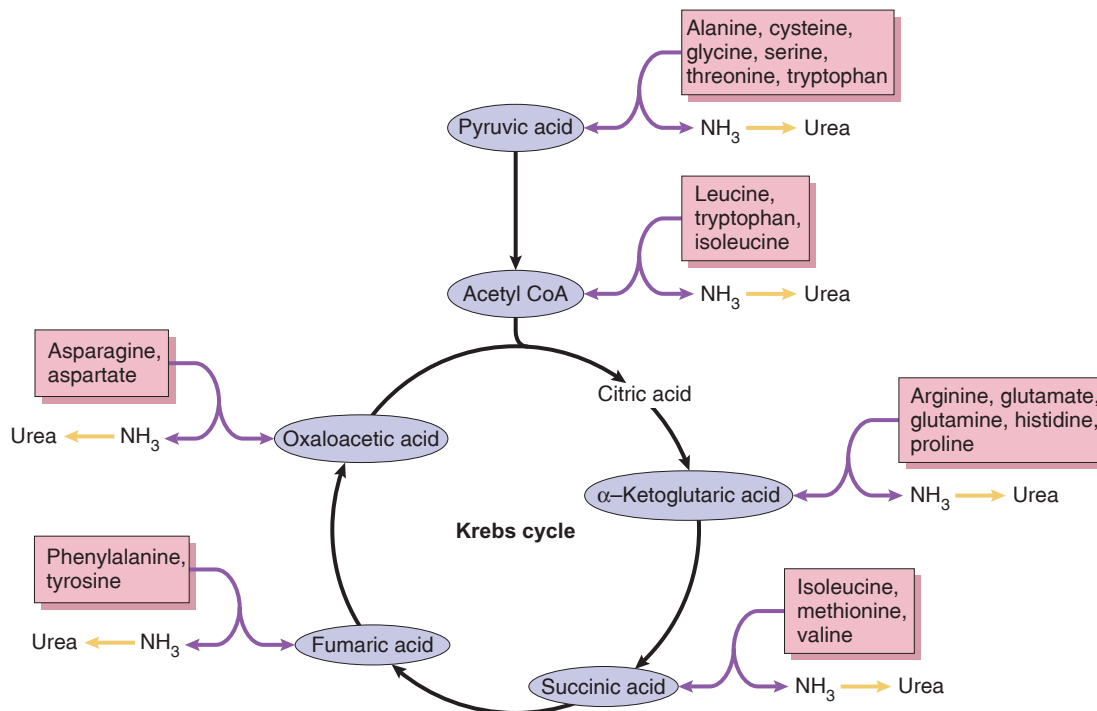 Alanine, cysteine,
glycine, serine,
threonine, tryptophan
Pyruvic acid
NH3
Urea
Leucine,
tryptophan,
isoleucine
Acetyl CoA
NH3
Urea
Asparagine,
aspartate
Citric acid
Arginine, glutamate,
glutamine, histidine,
proline
Urea
NH3
Oxaloacetic acid
α–Ketoglutaric acid
NH3
Urea
Krebs cycle
Phenylalanine,
tyrosine
Isoleucine,
methionine,
valine
Urea
NH3
Fumaric acid
Succinic acid
NH3
Urea